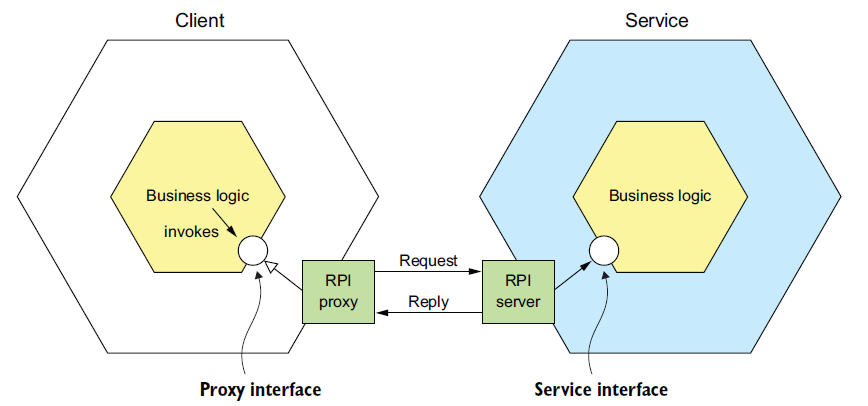 Client
Service
Business logic
invokes
Business logic
RPI
proxy
Request
Reply
RPI
server
Proxy interface
Service interface